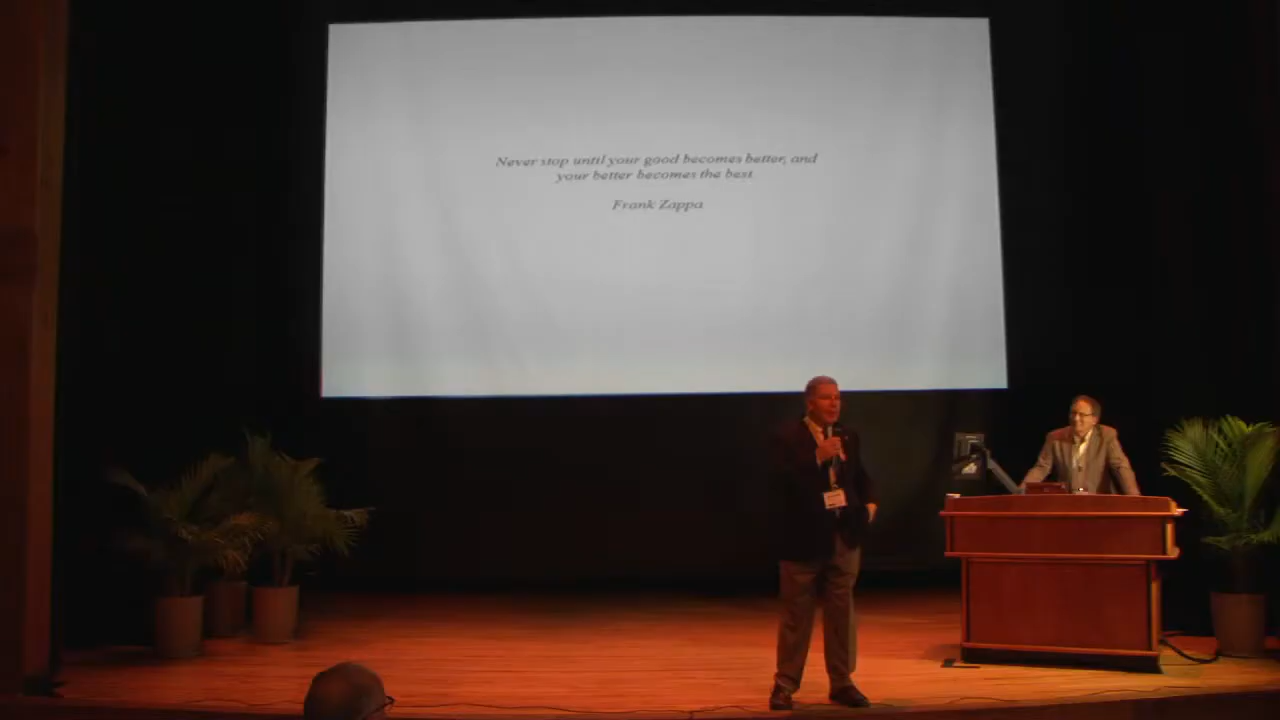 Never stop until your good becomes better, and
your better becomes the best
Frank Zappa